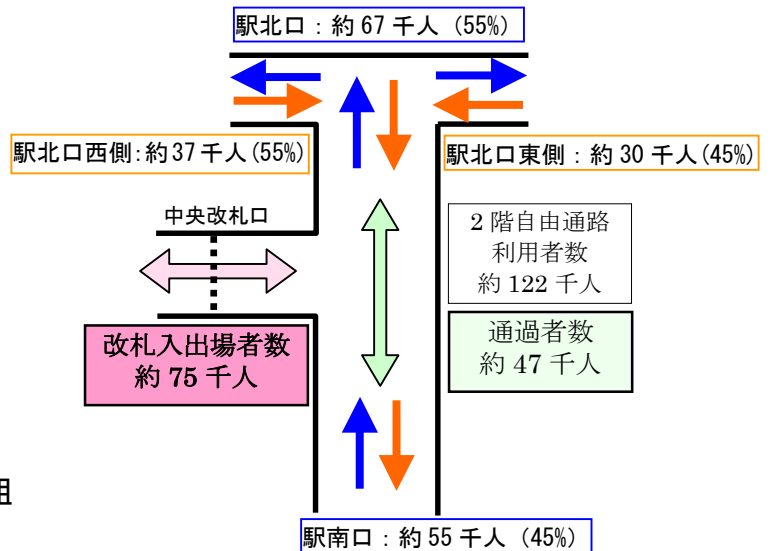 駅北口：約 67 千人（55%）
駅北口西側：約 37 千人（55%）
駅北口東側：約 30 千人（45%）
中央改札口
2 階自由通路
利用者数
約 122 千人
改札入出場者数
約 75 千人
通過者数
約 47 千人
駅南口：約 55 千人（45%）